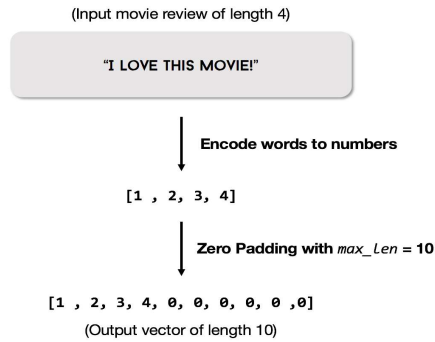 (Input movie review of length 4)
“I LOVE THIS MOVIE!”
Encode words to numbers
[1 , 2, 3, 4]
Zero Padding with max_Len = 10
[1 , 2, 3, 4, 0, 0, 0, 0, 0 ,0]
(Output vector of length 10)